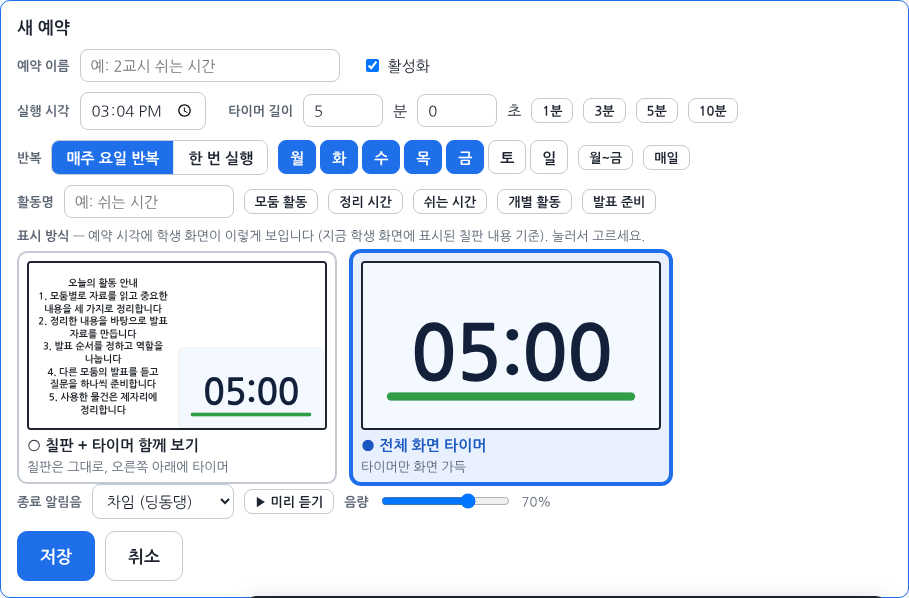 새 예약
예약 이름 예: 2교시 쉬는 시간 활성화
실행 시각 03:04 PM 타이머 길이 5 분 0 초 1분 3분 5분 10분
반복 매주 요일 반복 한 번 실행 월 화 수 목 금 토 일 월~금 매일
활동명 예: 쉬는 시간 모둠 활동 정리 시간 쉬는 시간 개별 활동 발표 준비
표시 방식 — 예약 시각에 학생 화면이 이렇게 보입니다 (지금 학생 화면에 표시된 칠판 내용 기준). 눌러서 고르세요.
오늘의 활동 안내
1. 모둠별로 자료를 읽고 중요한
내용을 세 가지로 정리합니다
2. 정리한 내용을 바탕으로 발표
자료를 만듭니다
3. 발표 순서를 정하고 역할을
나눕니다
4. 다른 모둠의 발표를 듣고
질문을 하나씩 준비합니다
5. 사용한 물건은 제자리에
정리합니다
05:00
칠판 + 타이머 함께 보기
칠판은 그대로, 오른쪽 아래에 타이머
05:00
전체 화면 타이머
타이머만 화면 가득
종료 알림음 차임 (딩동댕) ▶ 미리 듣기 음량 70%
저장 취소